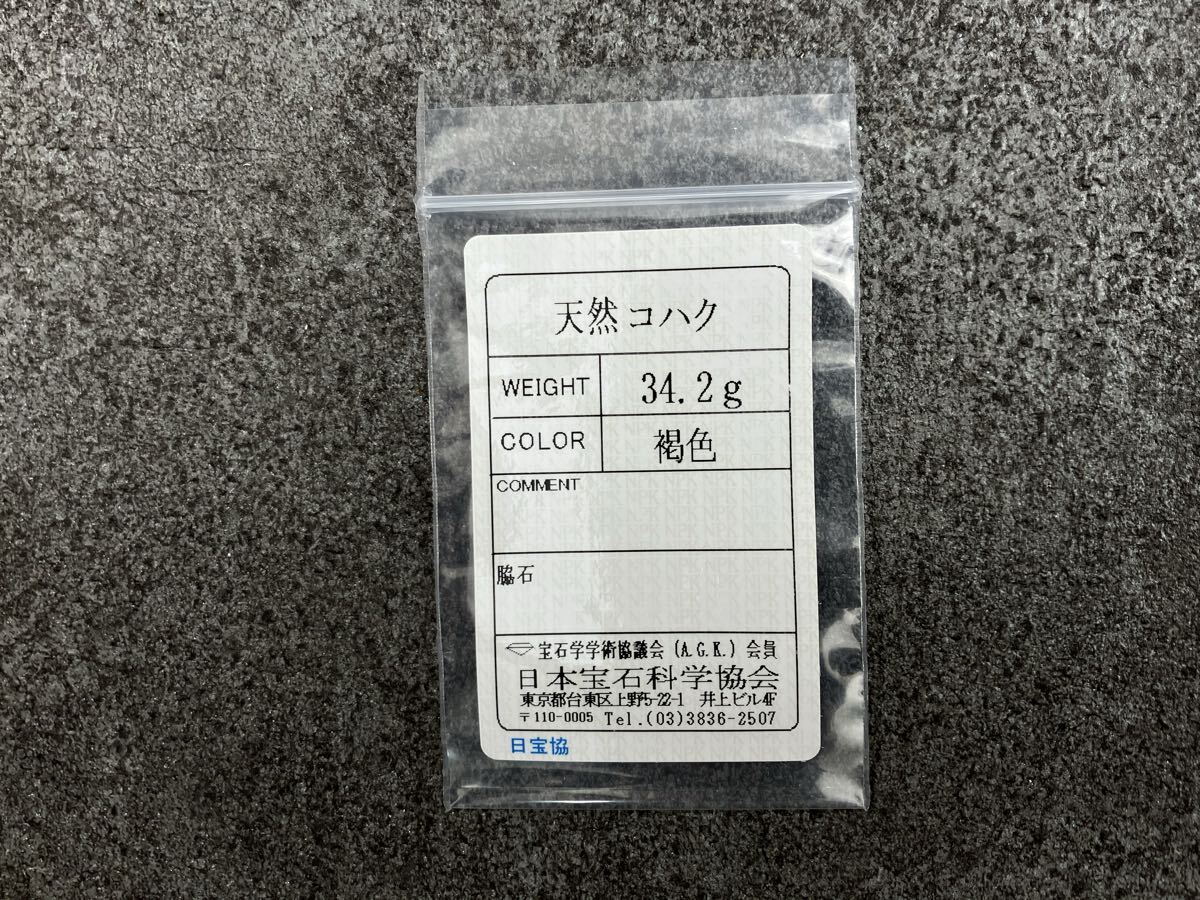 天然 コハク
WEIGHT 34.2g
COLOR 褐色
COMMENT
脇石
宝石学学術協議会 (A.G.K.) 会員
日本宝石科学協会
東京都台東区上野5-22-1 井上ビル4F
〒110-0005 Tel.(03)3836-2507
日宝協